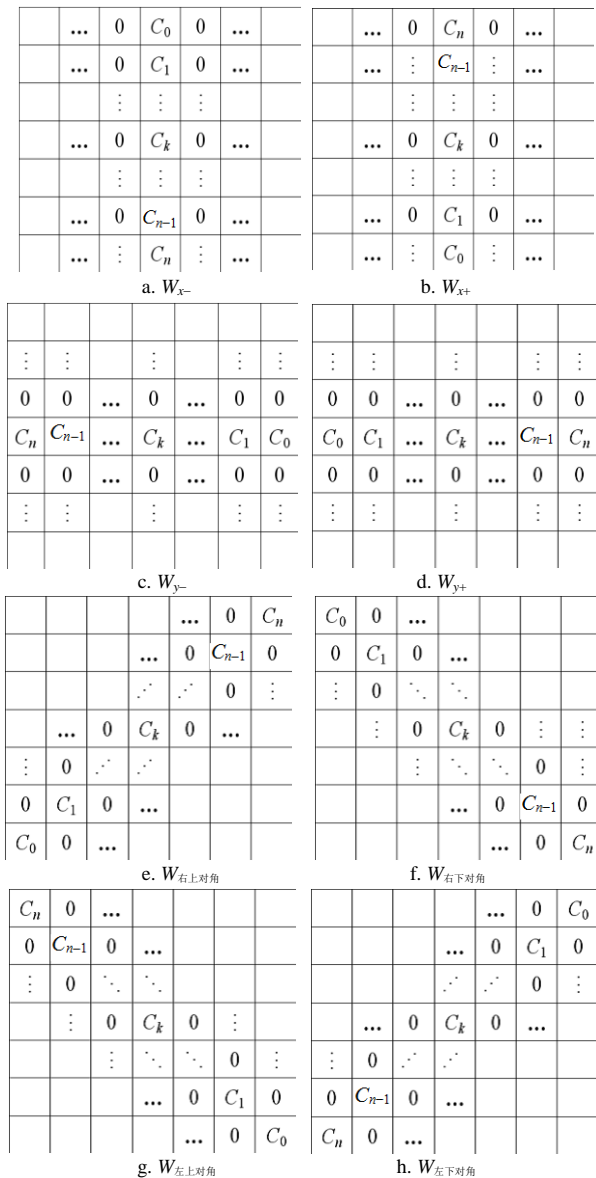 ... 0 C0 0 ...
... 0 C1 0 ...
⋮ ⋮ ⋮
... 0 Ck 0 ...
⋮ ⋮ ⋮
... 0 Cn−1 0 ...
... ⋮ Cn ⋮ ...
a. Wx−
... 0 Cn 0 ...
... ⋮ Cn−1 ⋮ ...
⋮ ⋮ ⋮
... 0 Ck 0 ...
⋮ ⋮ ⋮
... 0 C1 0 ...
... ⋮ C0 ⋮ ...
b. Wx+
⋮ ⋮ ⋮ ⋮ ⋮
0 0 ... 0 ... 0 0
Cn Cn−1 ... Ck ... C1 C0
0 0 ... 0 ... 0 0
⋮ ⋮ ⋮ ⋮ ⋮
c. Wy−
⋮ ⋮ ⋮ ⋮ ⋮
0 0 ... 0 ... 0 0
C0 C1 ... Ck ... Cn−1 Cn
0 0 ... 0 ... 0 0
⋮ ⋮ ⋮ ⋮ ⋮
d. Wy+
... 0 Cn
... 0 Cn−1 0
⋰ ⋰ 0 ⋮
... 0 Ck 0 ...
⋮ 0 ⋰ ⋰
0 C1 0 ...
C0 0 ...
e. W右上对角
C0 0 ...
0 C1 0 ...
⋮ 0 ⋱ ⋱
⋮ 0 Ck 0 ⋮ ⋮
⋮ ⋱ ⋱ 0 ⋮
... 0 Cn−1 0
... 0 Cn
f. W右下对角
Cn 0 ...
0 Cn−1 0 ...
⋮ 0 ⋱ ⋱
⋮ 0 Ck 0 ⋮
⋮ ⋱ ⋱ 0 ⋮
... 0 C1 0
... 0 C0
g. W左上对角
... 0 C0
... 0 C1 0
⋰ ⋰ 0 ⋮
... 0 Ck 0 ...
⋮ 0 ⋰ ⋰
0 Cn−1 0 ...
Cn 0 ...
h. W左下对角